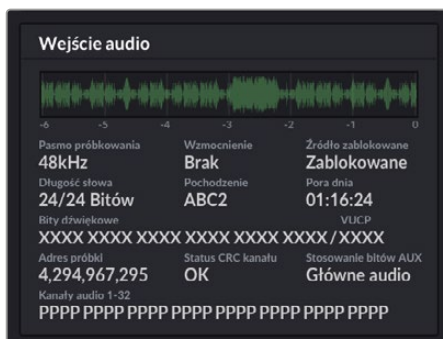 Wejście audio
-6 -5 -4 -3 -2 -1 0
Pasmo próbkowania Wzmocnienie Źródło zablokowane
48kHz Brak Zablokowane
Długość słowa Pochodzenie Pora dnia
24/24 Bitów ABC2 01:16:24
Bity dźwiękowe VUCP
XXXX XXXX XXXX XXXX XXXX XXXX/XXXX
Adres próbki Status CRC kanału Stosowanie bitów AUX
4,294,967,295 OK Główne audio
Kanały audio 1-32
PPPP PPPP PPPP PPPP PPPP PPPP PPPP PPPP